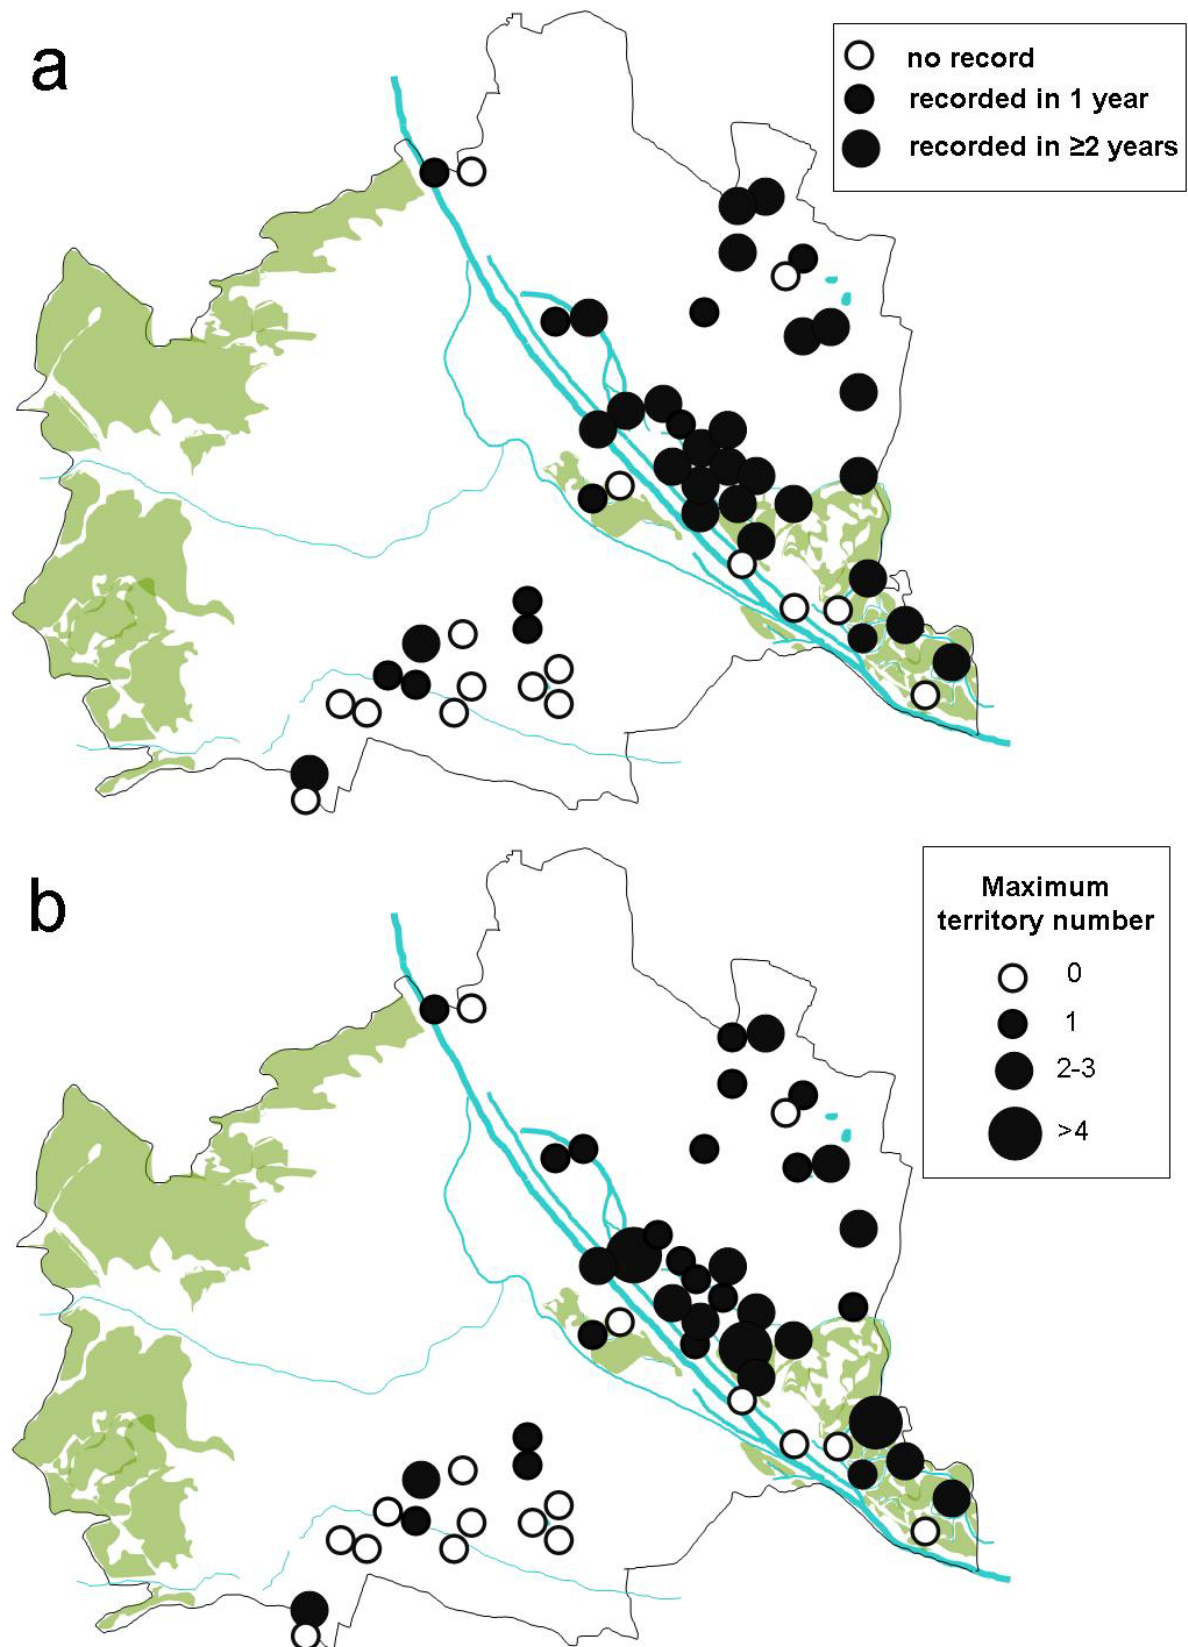 a
no record
recorded in 1 year
recorded in ≥2 years
b
Maximum
territory number
0
1
2-3
>4